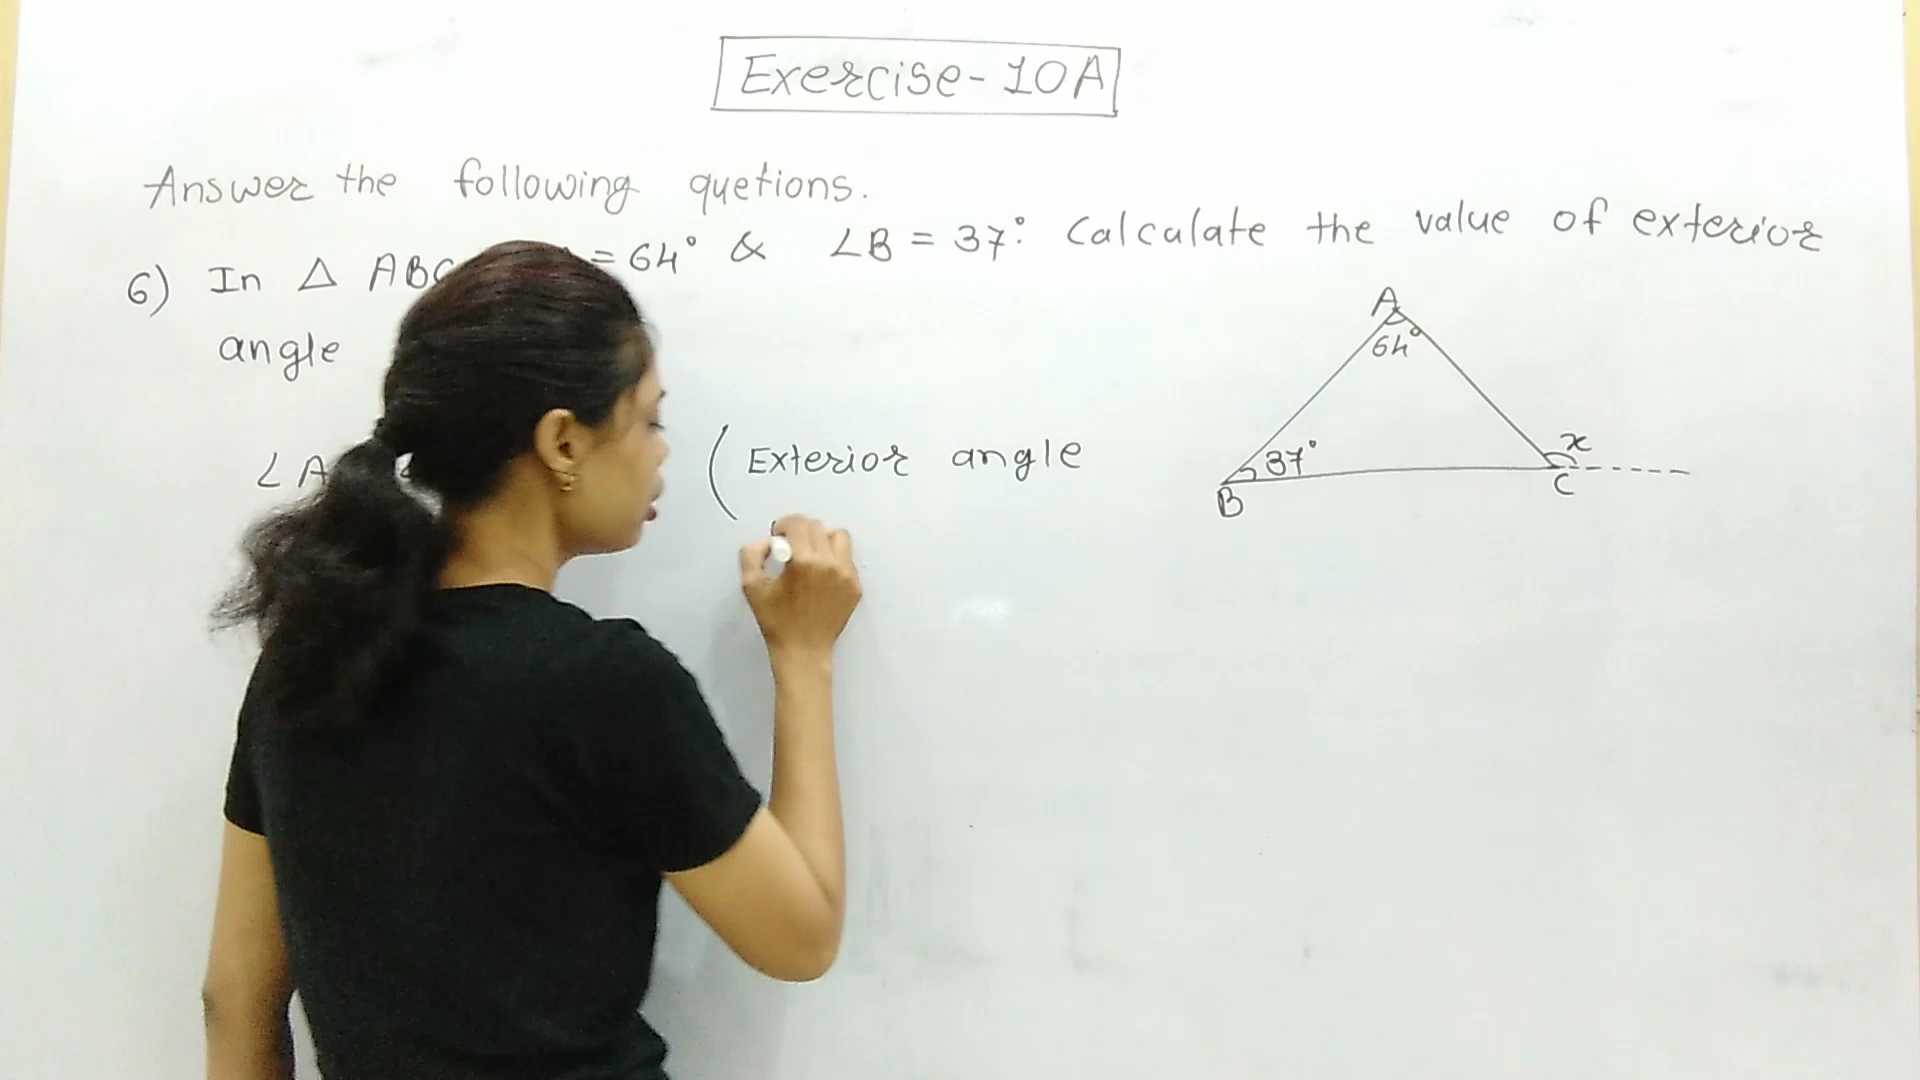 Exercise-10A
Answer the following quetions.
6) In △ ABC = 64° & ∠B = 37°. Calculate the value of exterior
angle
∠A
(Exterior angle
A
64°
37°
x
B
C